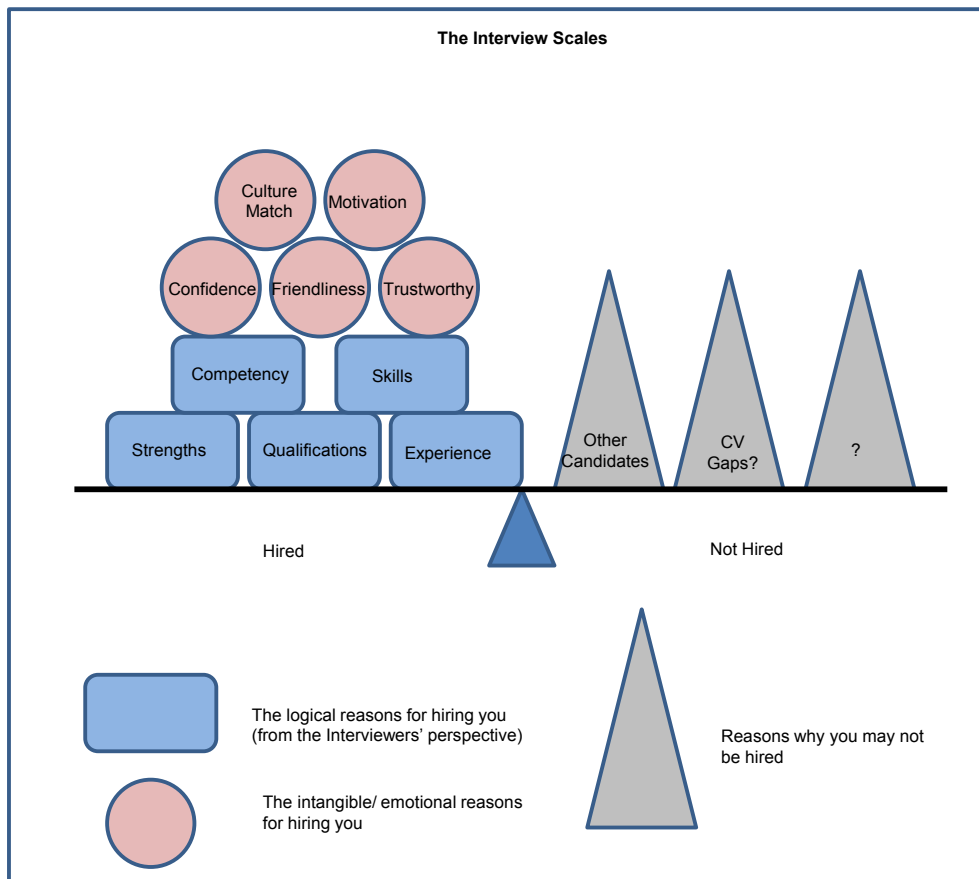 The Interview Scales
Culture
Match
Motivation
Confidence
Friendliness
Trustworthy
Competency
Skills
Strengths
Qualifications
Experience
Other
Candidates
CV
Gaps?
?
Hired
Not Hired
The logical reasons for hiring you
(from the Interviewers’ perspective)
Reasons why you may not
be hired
The intangible/ emotional reasons
for hiring you